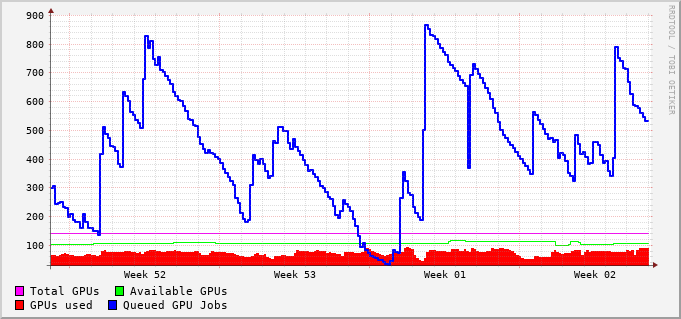 900
800
700
600
500
400
300
200
100
Week 52 Week 53 Week 01 Week 02
Total GPUs Available GPUs
GPUs used Queued GPU Jobs
RRDTOOL / TOBI OETIKER